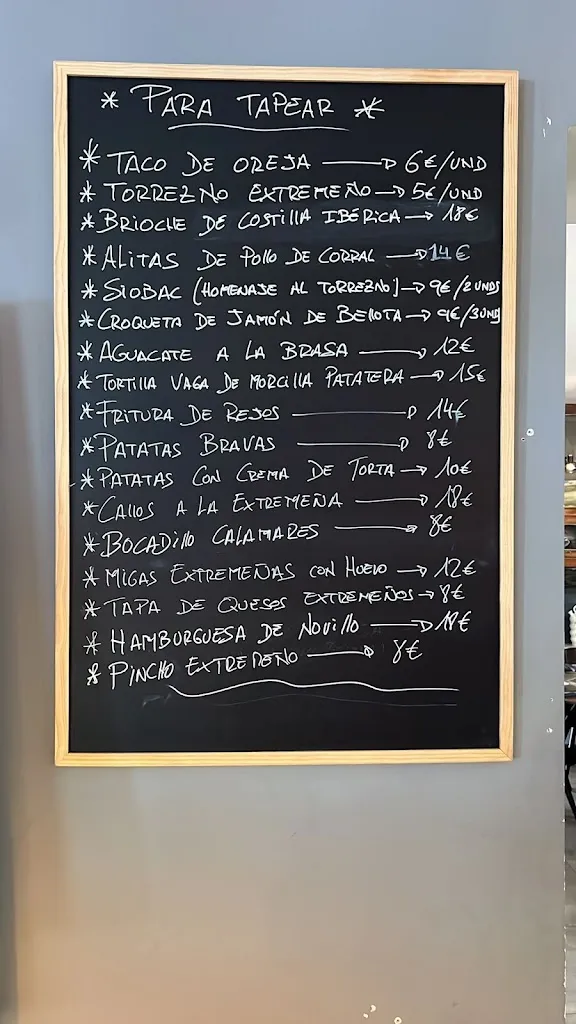 * PARA TAPEAR *
* TACO DE OREJA → 6€/UND
* TORREZNO EXTREMEÑO → 5€/UND
* BRIOCHE DE COSTILLA IBÉRICA → 18€
* ALITAS DE POLLO DE CORRAL → 14€
* SIOBAC (HOMENAJE AL TORREZNO) → 9€/2UNDS
* CROQUETA DE JAMÓN DE BELLOTA → 9€/3UNDS
* AGUACATE A LA BRASA → 12€
* TORTILLA VAGA DE MORCILLA PATATERA → 15€
* FRITURA DE REJOS → 14€
* PATATAS BRAVAS → 8€
* PATATAS CON CREMA DE TORTA → 10€
* CALLOS A LA EXTREMEÑA → 18€
* BOCADILLO CALAMARES → 8€
* MIGAS EXTREMEÑAS CON HUEVO → 12€
* TAPA DE QUESOS EXTREMEÑOS → 8€
* HAMBURGUESA DE NOVILLO → 18€
* PINCHO EXTREMEÑO → 8€